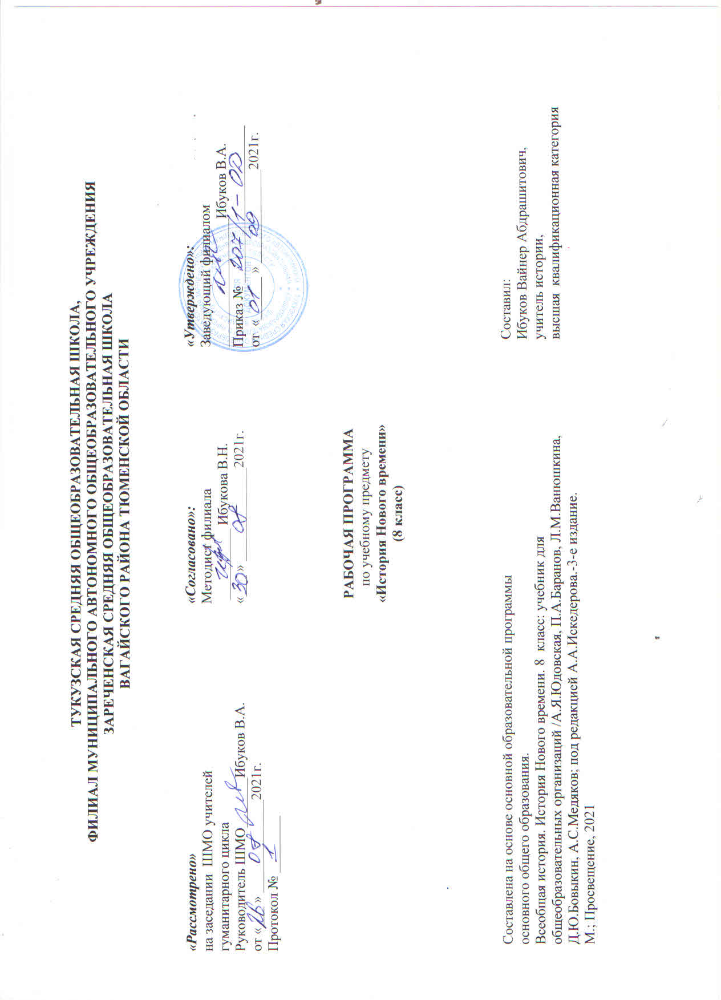 ТУКУЗСКАЯ СРЕДНЯЯ ОБЩЕОБРАЗОВАТЕЛЬНАЯ ШКОЛА,
ФИЛИАЛ МУНИЦИПАЛЬНОГО АВТОНОМНОГО ОБЩЕОБРАЗОВАТЕЛЬНОГО УЧРЕЖДЕНИЯ
ЗАРЕЧЕНСКАЯ СРЕДНЯЯ ОБЩЕОБРАЗОВАТЕЛЬНАЯ ШКОЛА
ВАГАЙСКОГО РАЙОНА ТЮМЕНСКОЙ ОБЛАСТИ
«Рассмотрено»
на заседании ШМО учителей
гуманитарного цикла
Руководитель ШМО Ибуков В.А.
от «26» 08 2021г.
Протокол № 1
«Согласовано»:
Методист филиала
Ибукова В.Н.
«30» 08 2021г.
«Утверждено»:
Заведующий филиалом
Ибуков В.А.
Приказ № 207/1-ОД
от «01» 09 2021г.
РАБОЧАЯ ПРОГРАММА
по учебному предмету
«История Нового времени»
(8 класс)
Составлена на основе основной образовательной программы
основного общего образования.
Всеобщая история. История Нового времени. 8 класс: учебник для
общеобразовательных организаций /А.Я.Юдовская, П.А.Баранов, Л.М.Ванюшкина,
Д.Ю.Бовыкин, А.С.Медяков; под редакцией А.А.Искедерова.-3-е издание.
М.; Просвещение, 2021
Составил:
Ибуков Вайнер Абдрашитович,
учитель истории,
высшая квалификационная категория